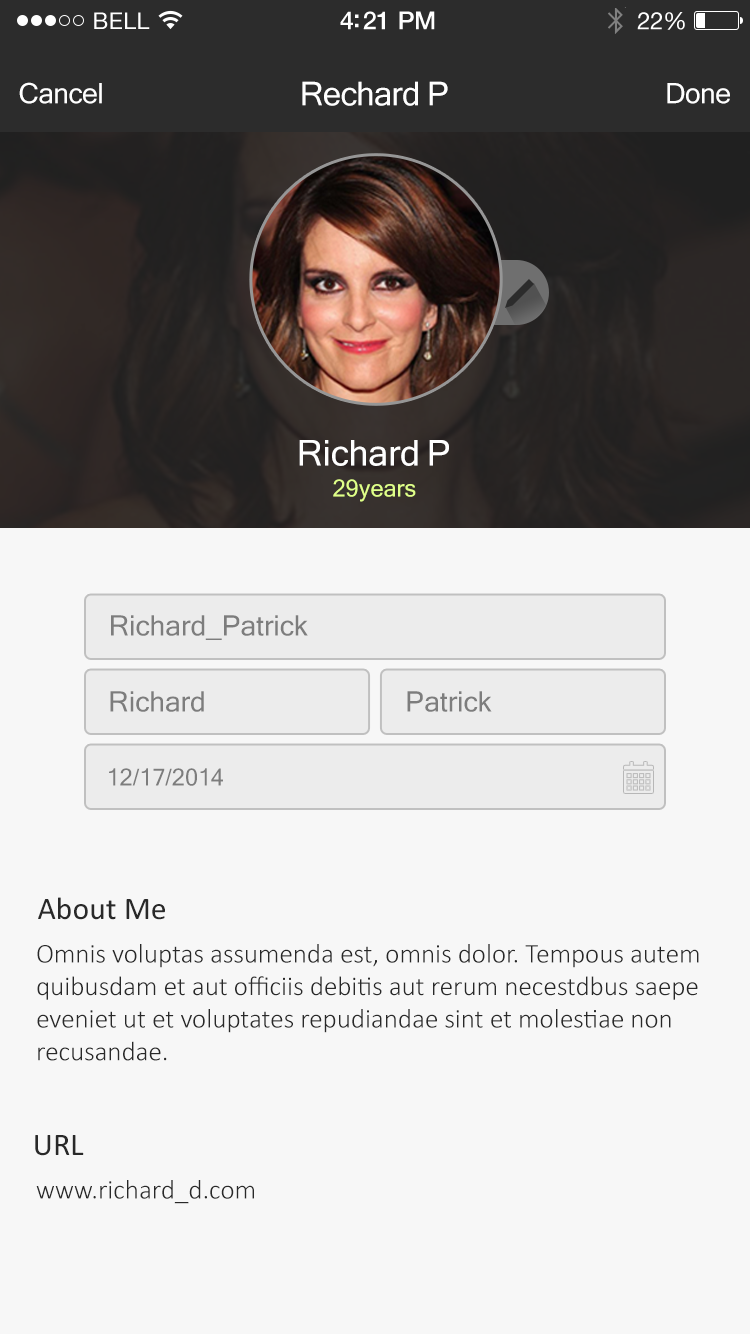 BELL 4:21 PM 22%
Cancel Rechard P Done
Richard P
29years
Richard_Patrick
Richard Patrick
12/17/2014
About Me
Omnis voluptas assumenda est, omnis dolor. Tempous autem
quibusdam et aut officiis debitis aut rerum necestdbus saepe
eveniet ut et voluptates repudiandae sint et molestiae non
recusandae.
URL
www.richard_d.com